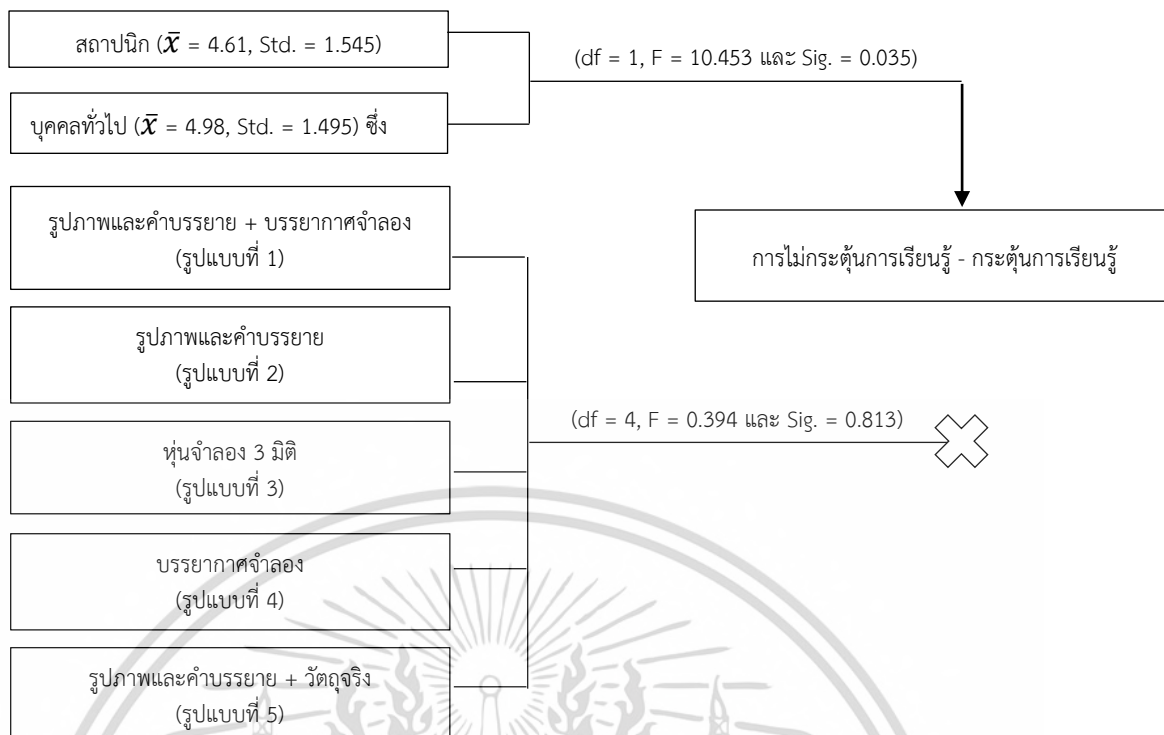 สถาปนิก (x̄ = 4.61, Std. = 1.545)
(df = 1, F = 10.453 และ Sig. = 0.035)
บุคคลทั่วไป (x̄ = 4.98, Std. = 1.495) ซึ่ง
รูปภาพและคำบรรยาย + บรรยากาศจำลอง
(รูปแบบที่ 1)
การไม่กระตุ้นการเรียนรู้ - กระตุ้นการเรียนรู้
รูปภาพและคำบรรยาย
(รูปแบบที่ 2)
(df = 4, F = 0.394 และ Sig. = 0.813)
หุ่นจำลอง 3 มิติ
(รูปแบบที่ 3)
บรรยากาศจำลอง
(รูปแบบที่ 4)
รูปภาพและคำบรรยาย + วัตถุจริง
(รูปแบบที่ 5)